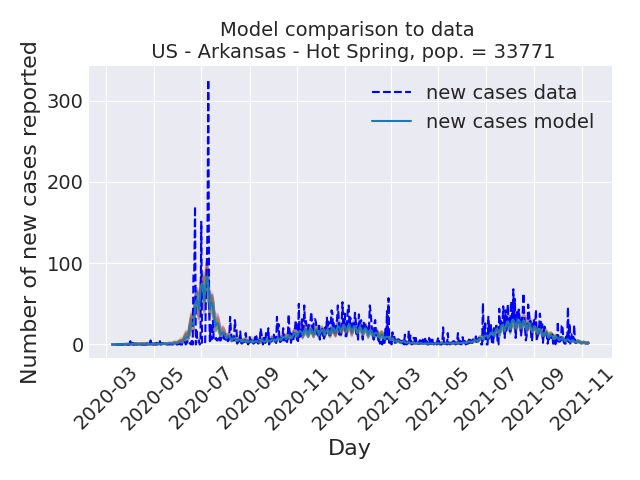 Model comparison to data
US - Arkansas - Hot Spring, pop. = 33771
Number of new cases reported
300
200
100
0
new cases data
new cases model
2020-03
2020-05
2020-07
2020-09
2020-11
2021-01
2021-03
2021-05
2021-07
2021-09
2021-11
Day